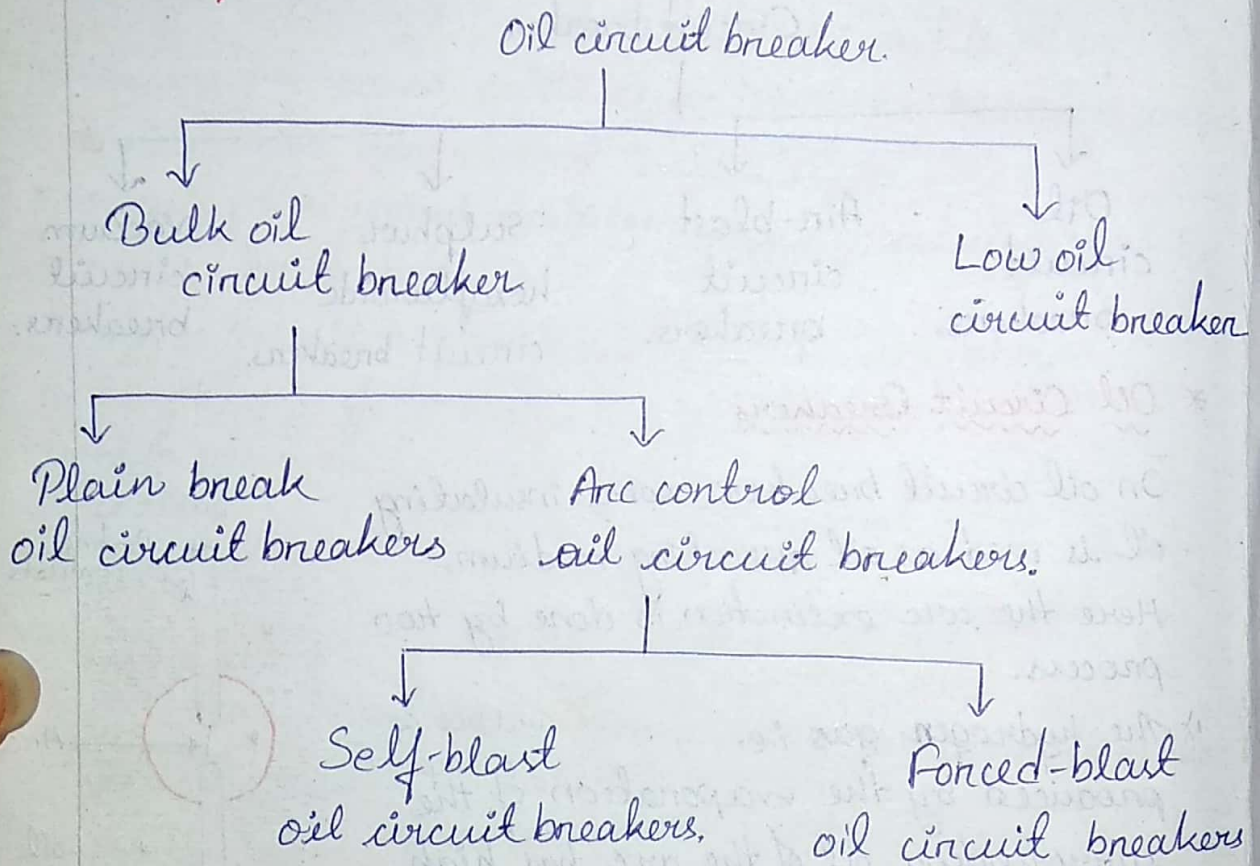 Oil circuit breaker.
Bulk oil
circuit breaker
Low oil
circuit breaker
Plain break
oil circuit breakers
Arc control
oil circuit breakers.
Self-blast
oil circuit breakers.
Forced-blast
oil circuit breakers